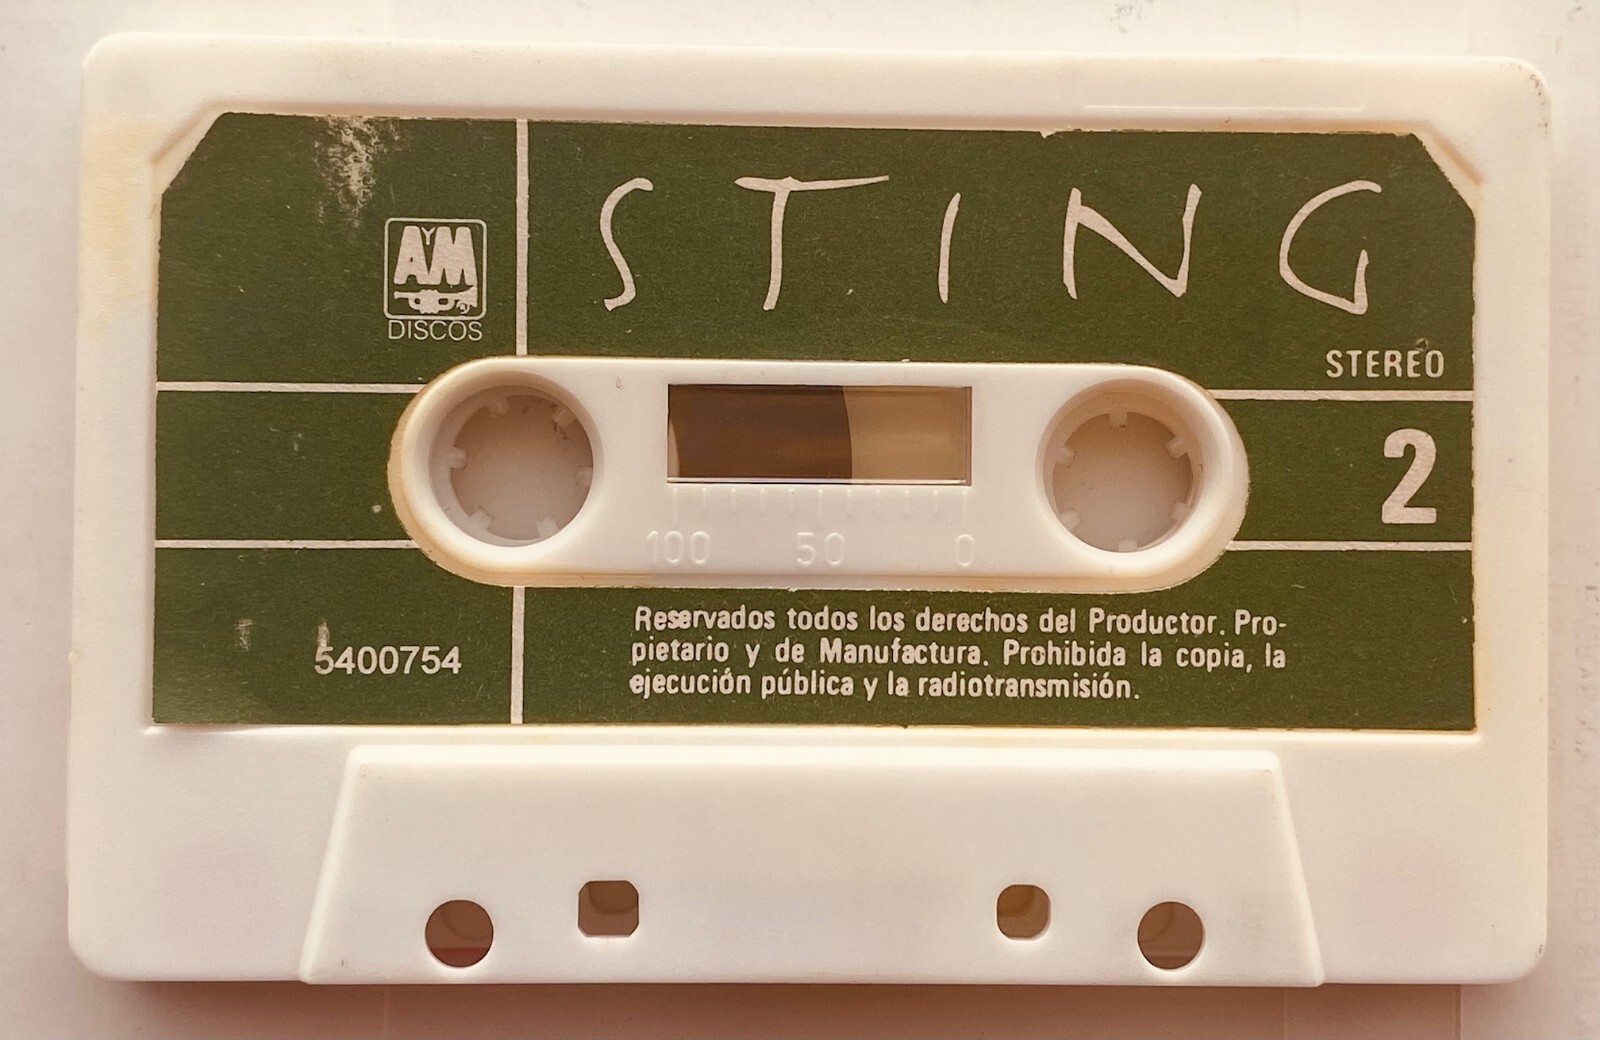 STING
AyM
DISCOS
STEREO
2
100 50 0
5400754
Reservados todos los derechos del Productor. Pro-
pietario y de Manufactura. Prohibida la copia, la
ejecución pública y la radiotransmisión.